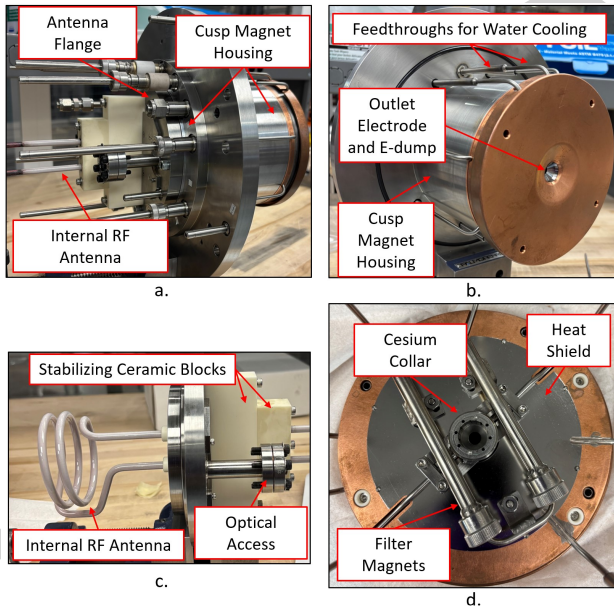 Antenna
Flange
Cusp Magnet
Housing
Internal RF
Antenna
a.
Feedthroughs for Water Cooling
Outlet
Electrode
and E-dump
Cusp
Magnet
Housing
b.
Stabilizing Ceramic Blocks
Internal RF Antenna
Optical
Access
c.
Cesium
Collar
Heat
Shield
Filter
Magnets
d.